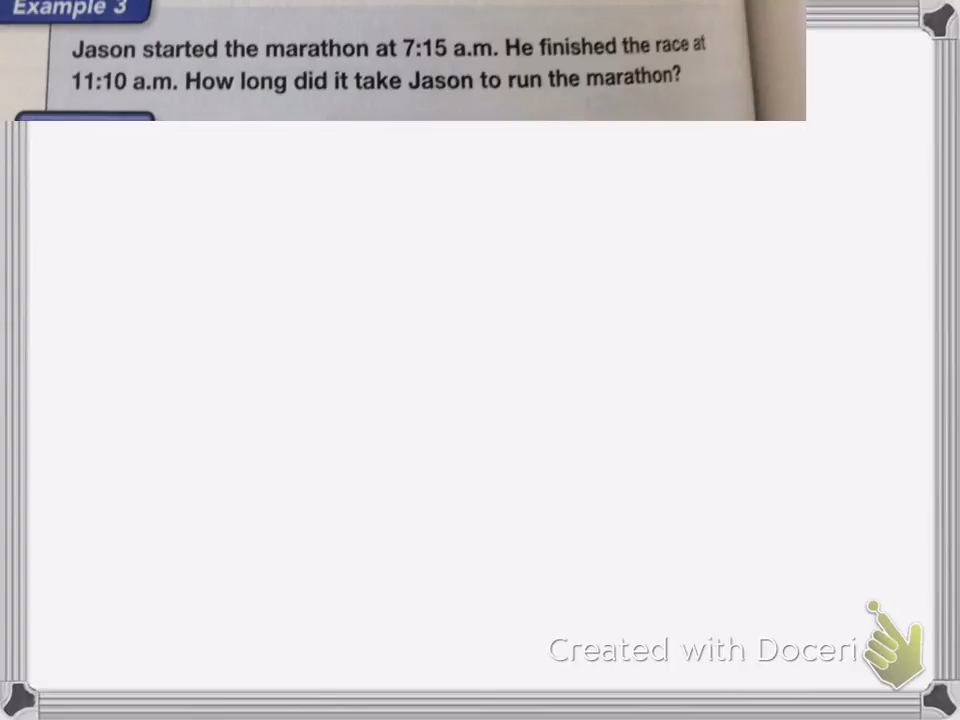 Example 3
Jason started the marathon at 7:15 a.m. He finished the race at
11:10 a.m. How long did it take Jason to run the marathon?
Created with Doceri